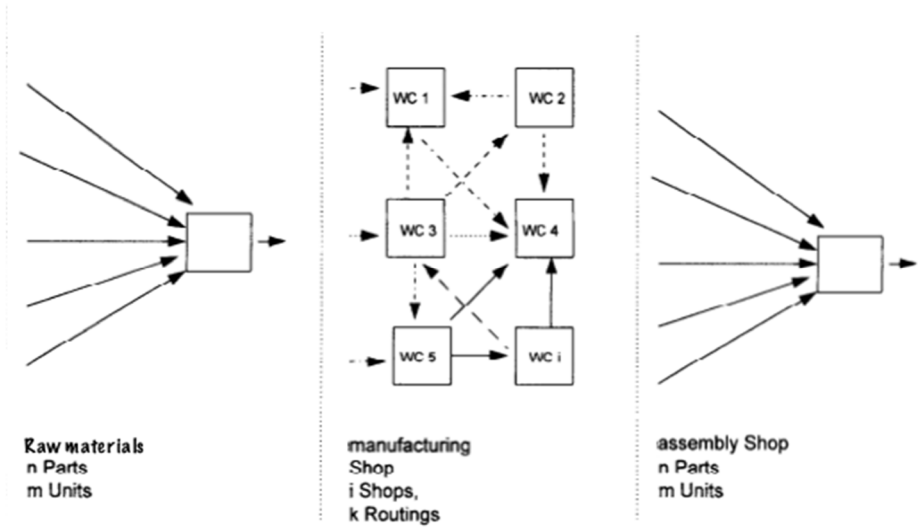 WC 1
WC 2
WC 3
WC 4
WC 5
WC i
Raw materials
n Parts
m Units
manufacturing
Shop
i Shops,
k Routings
assembly Shop
n Parts
m Units